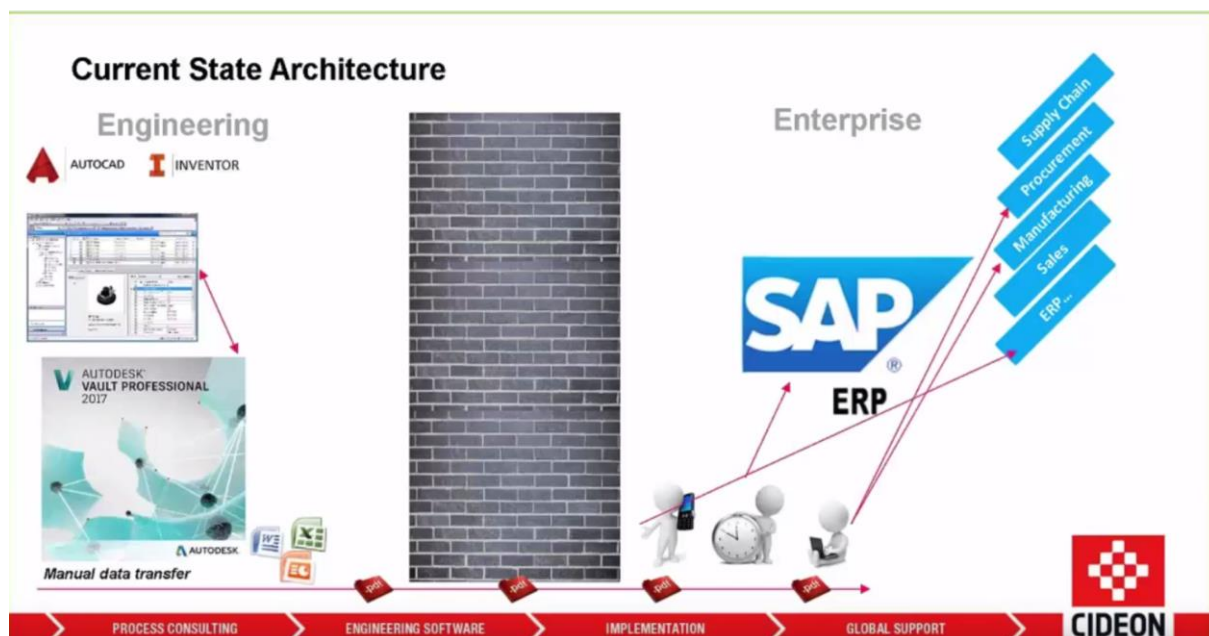 Current State Architecture
Engineering
Enterprise
AUTOCAD
INVENTOR
Supply Chain
Procurement
Manufacturing
Sales
ERP...
SAP
®
ERP
AUTODESK®
VAULT PROFESSIONAL
2017
AUTODESK
Manual data transfer
.pdf
.pdf
.pdf
.pdf
PROCESS CONSULTING
ENGINEERING SOFTWARE
IMPLEMENTATION
GLOBAL SUPPORT
CIDEON